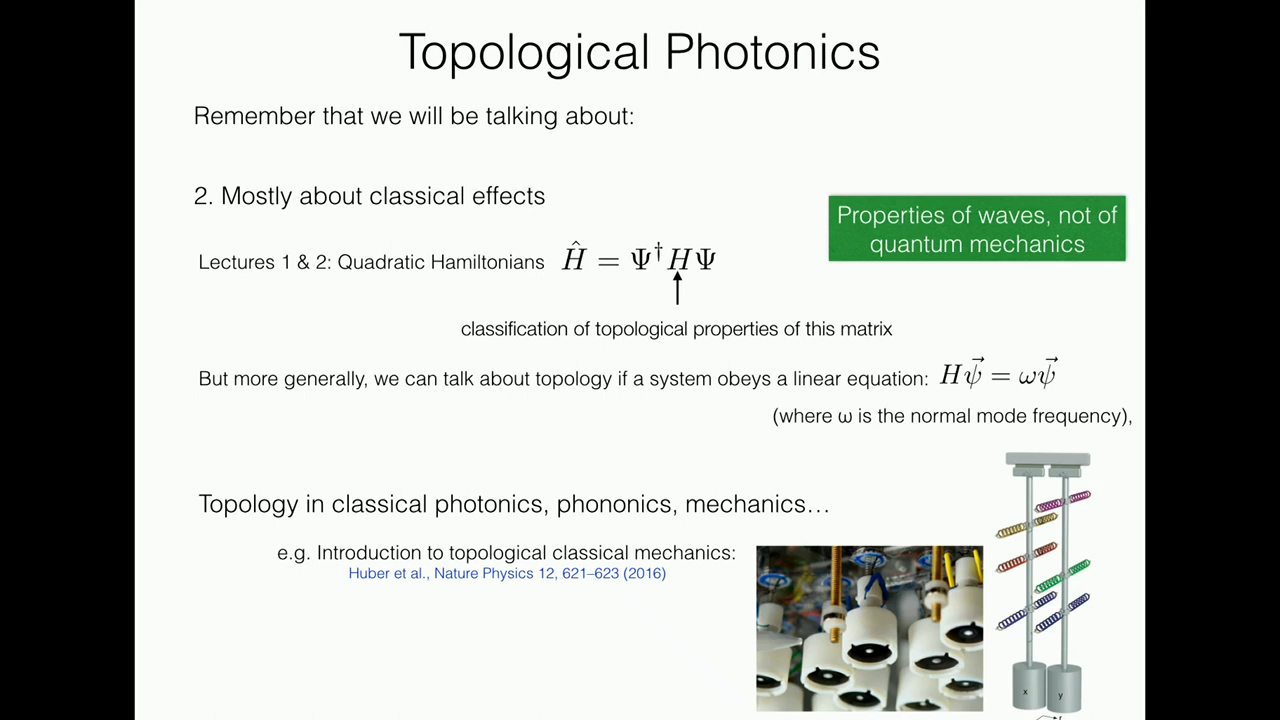 Topological Photonics
Remember that we will be talking about:
2. Mostly about classical effects
Properties of waves, not of
quantum mechanics
Lectures 1 & 2: Quadratic Hamiltonians Ĥ = Ψ†HΨ
classification of topological properties of this matrix
But more generally, we can talk about topology if a system obeys a linear equation: Hψ⃗ = ωψ⃗
(where ω is the normal mode frequency),
Topology in classical photonics, phononics, mechanics…
e.g. Introduction to topological classical mechanics:
Huber et al., Nature Physics 12, 621–623 (2016)
x y